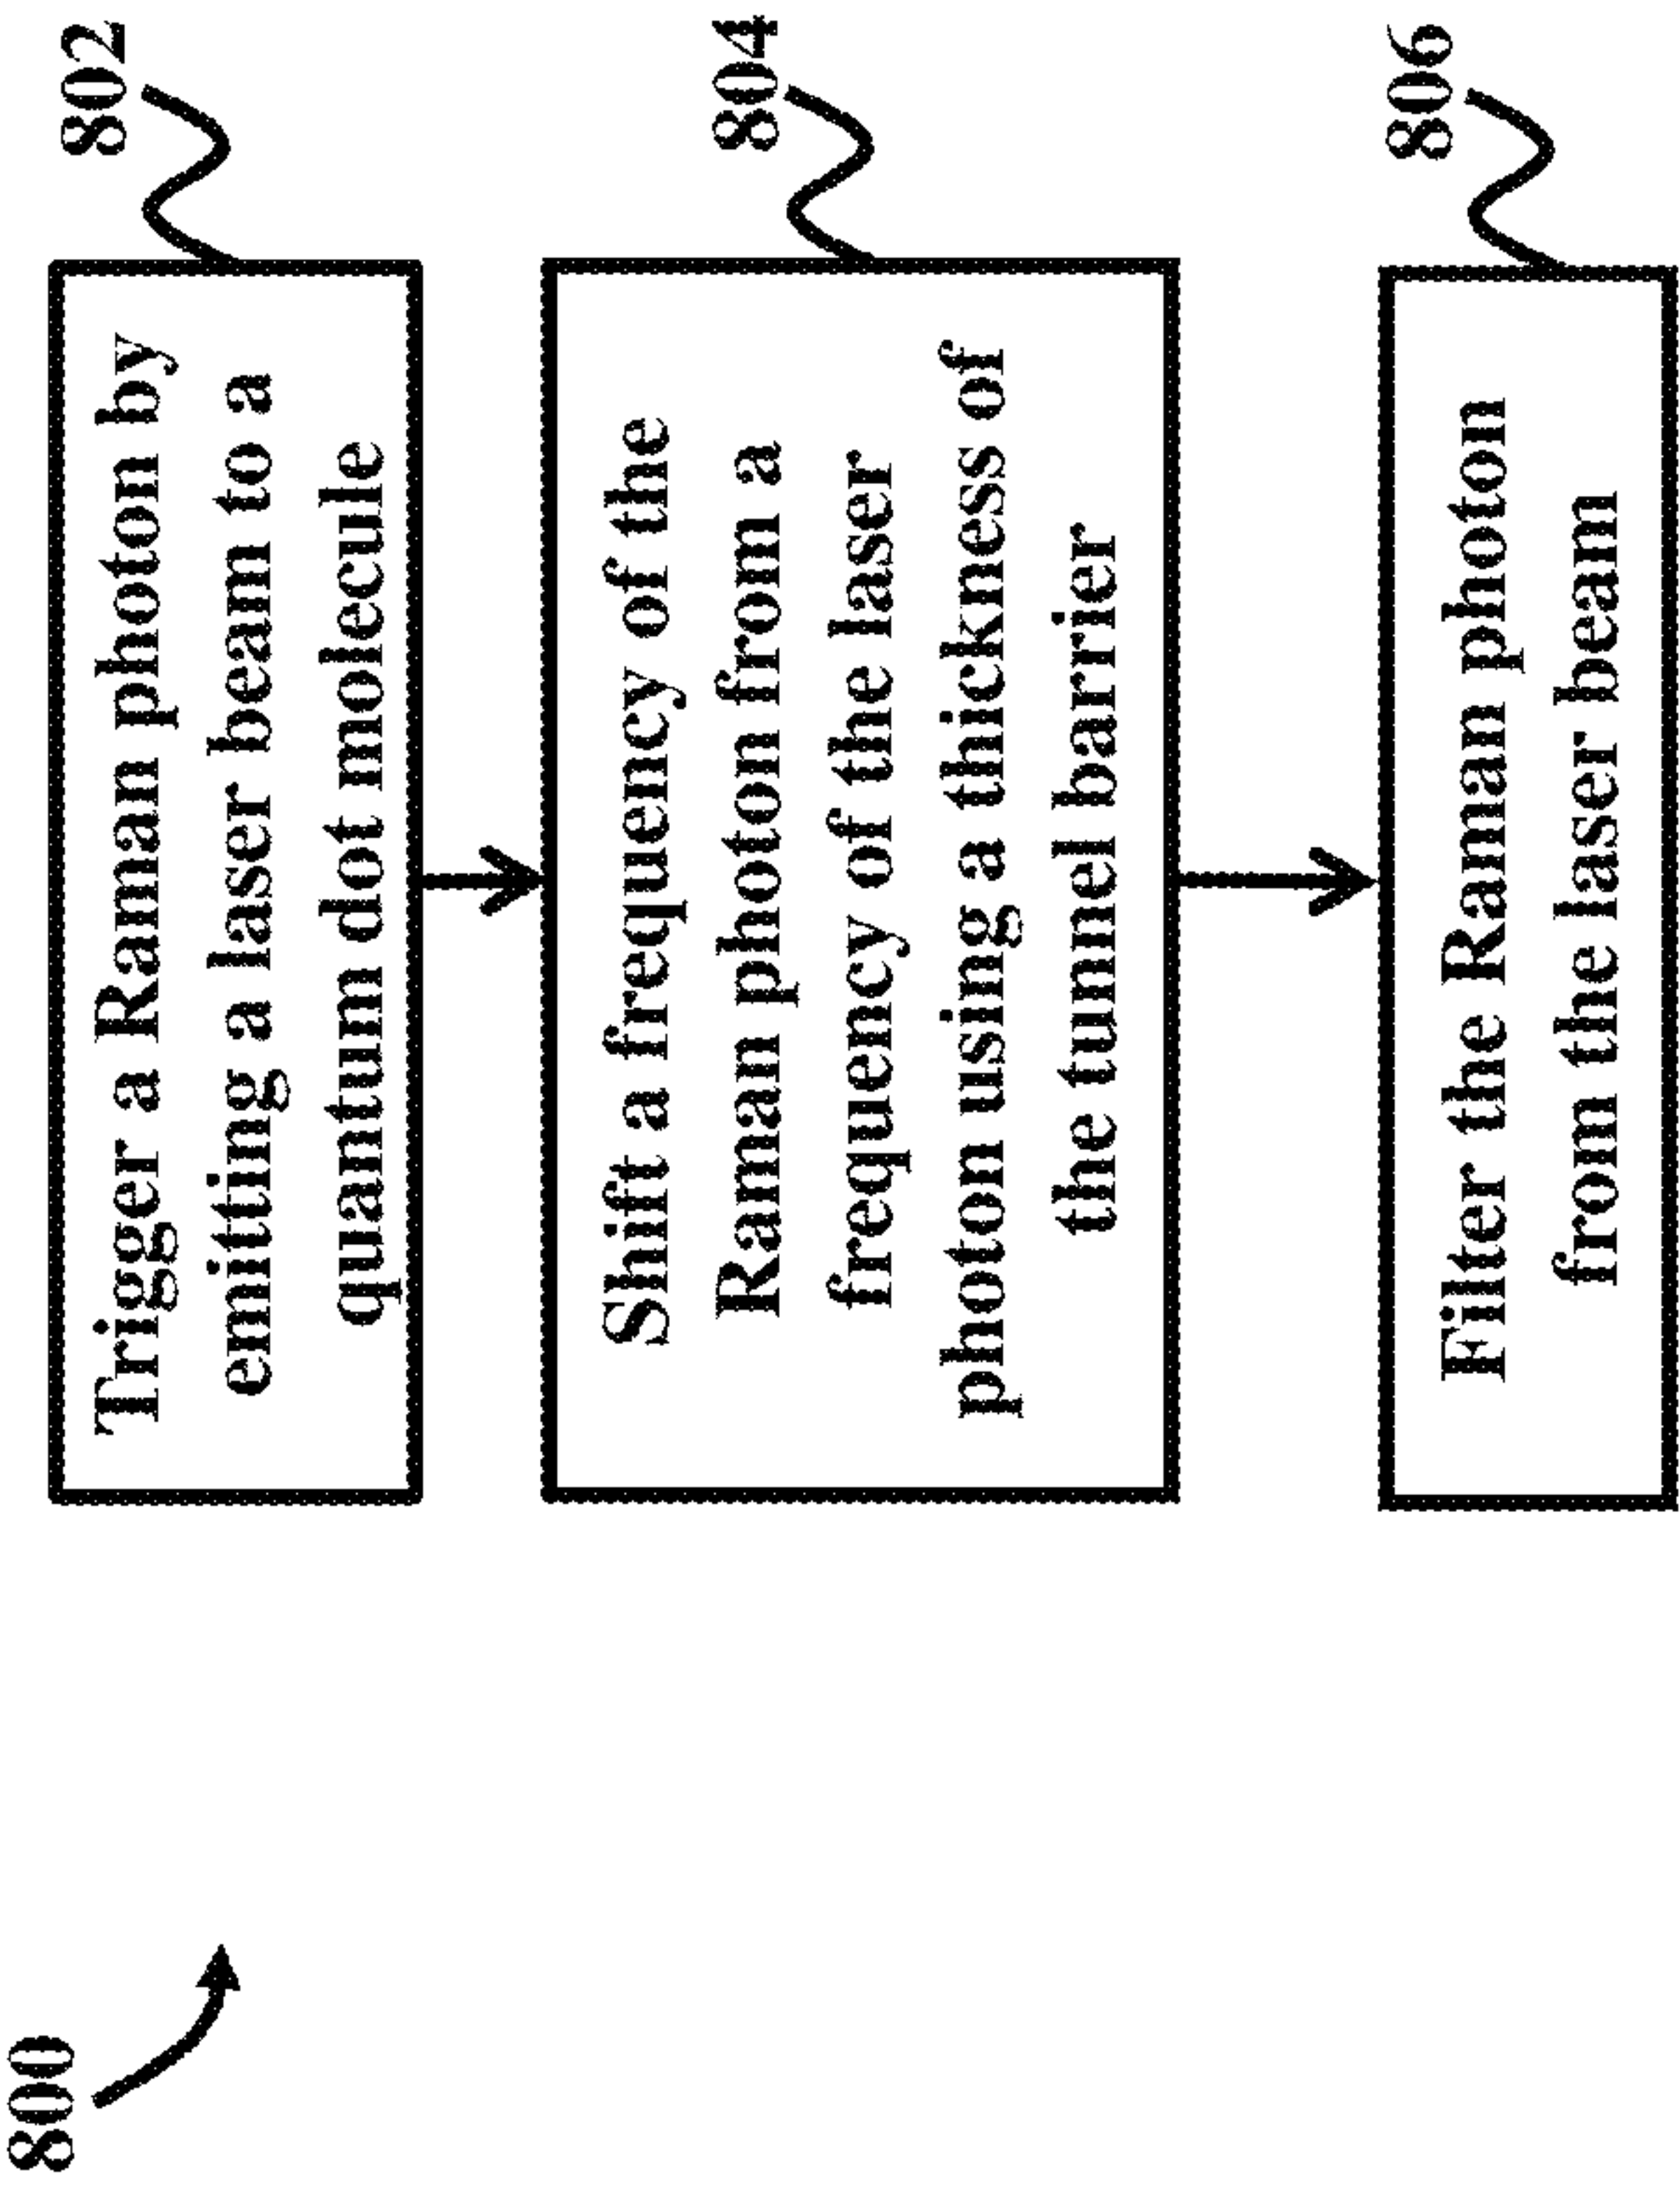 800
Trigger a Raman photon by
emitting a laser beam to a
quantum dot molecule
802
Shift a frequency of the
Raman photon from a
frequency of the laser
photon using a thickness of
the tunnel barrier
804
Filter the Raman photon
from the laser beam
806